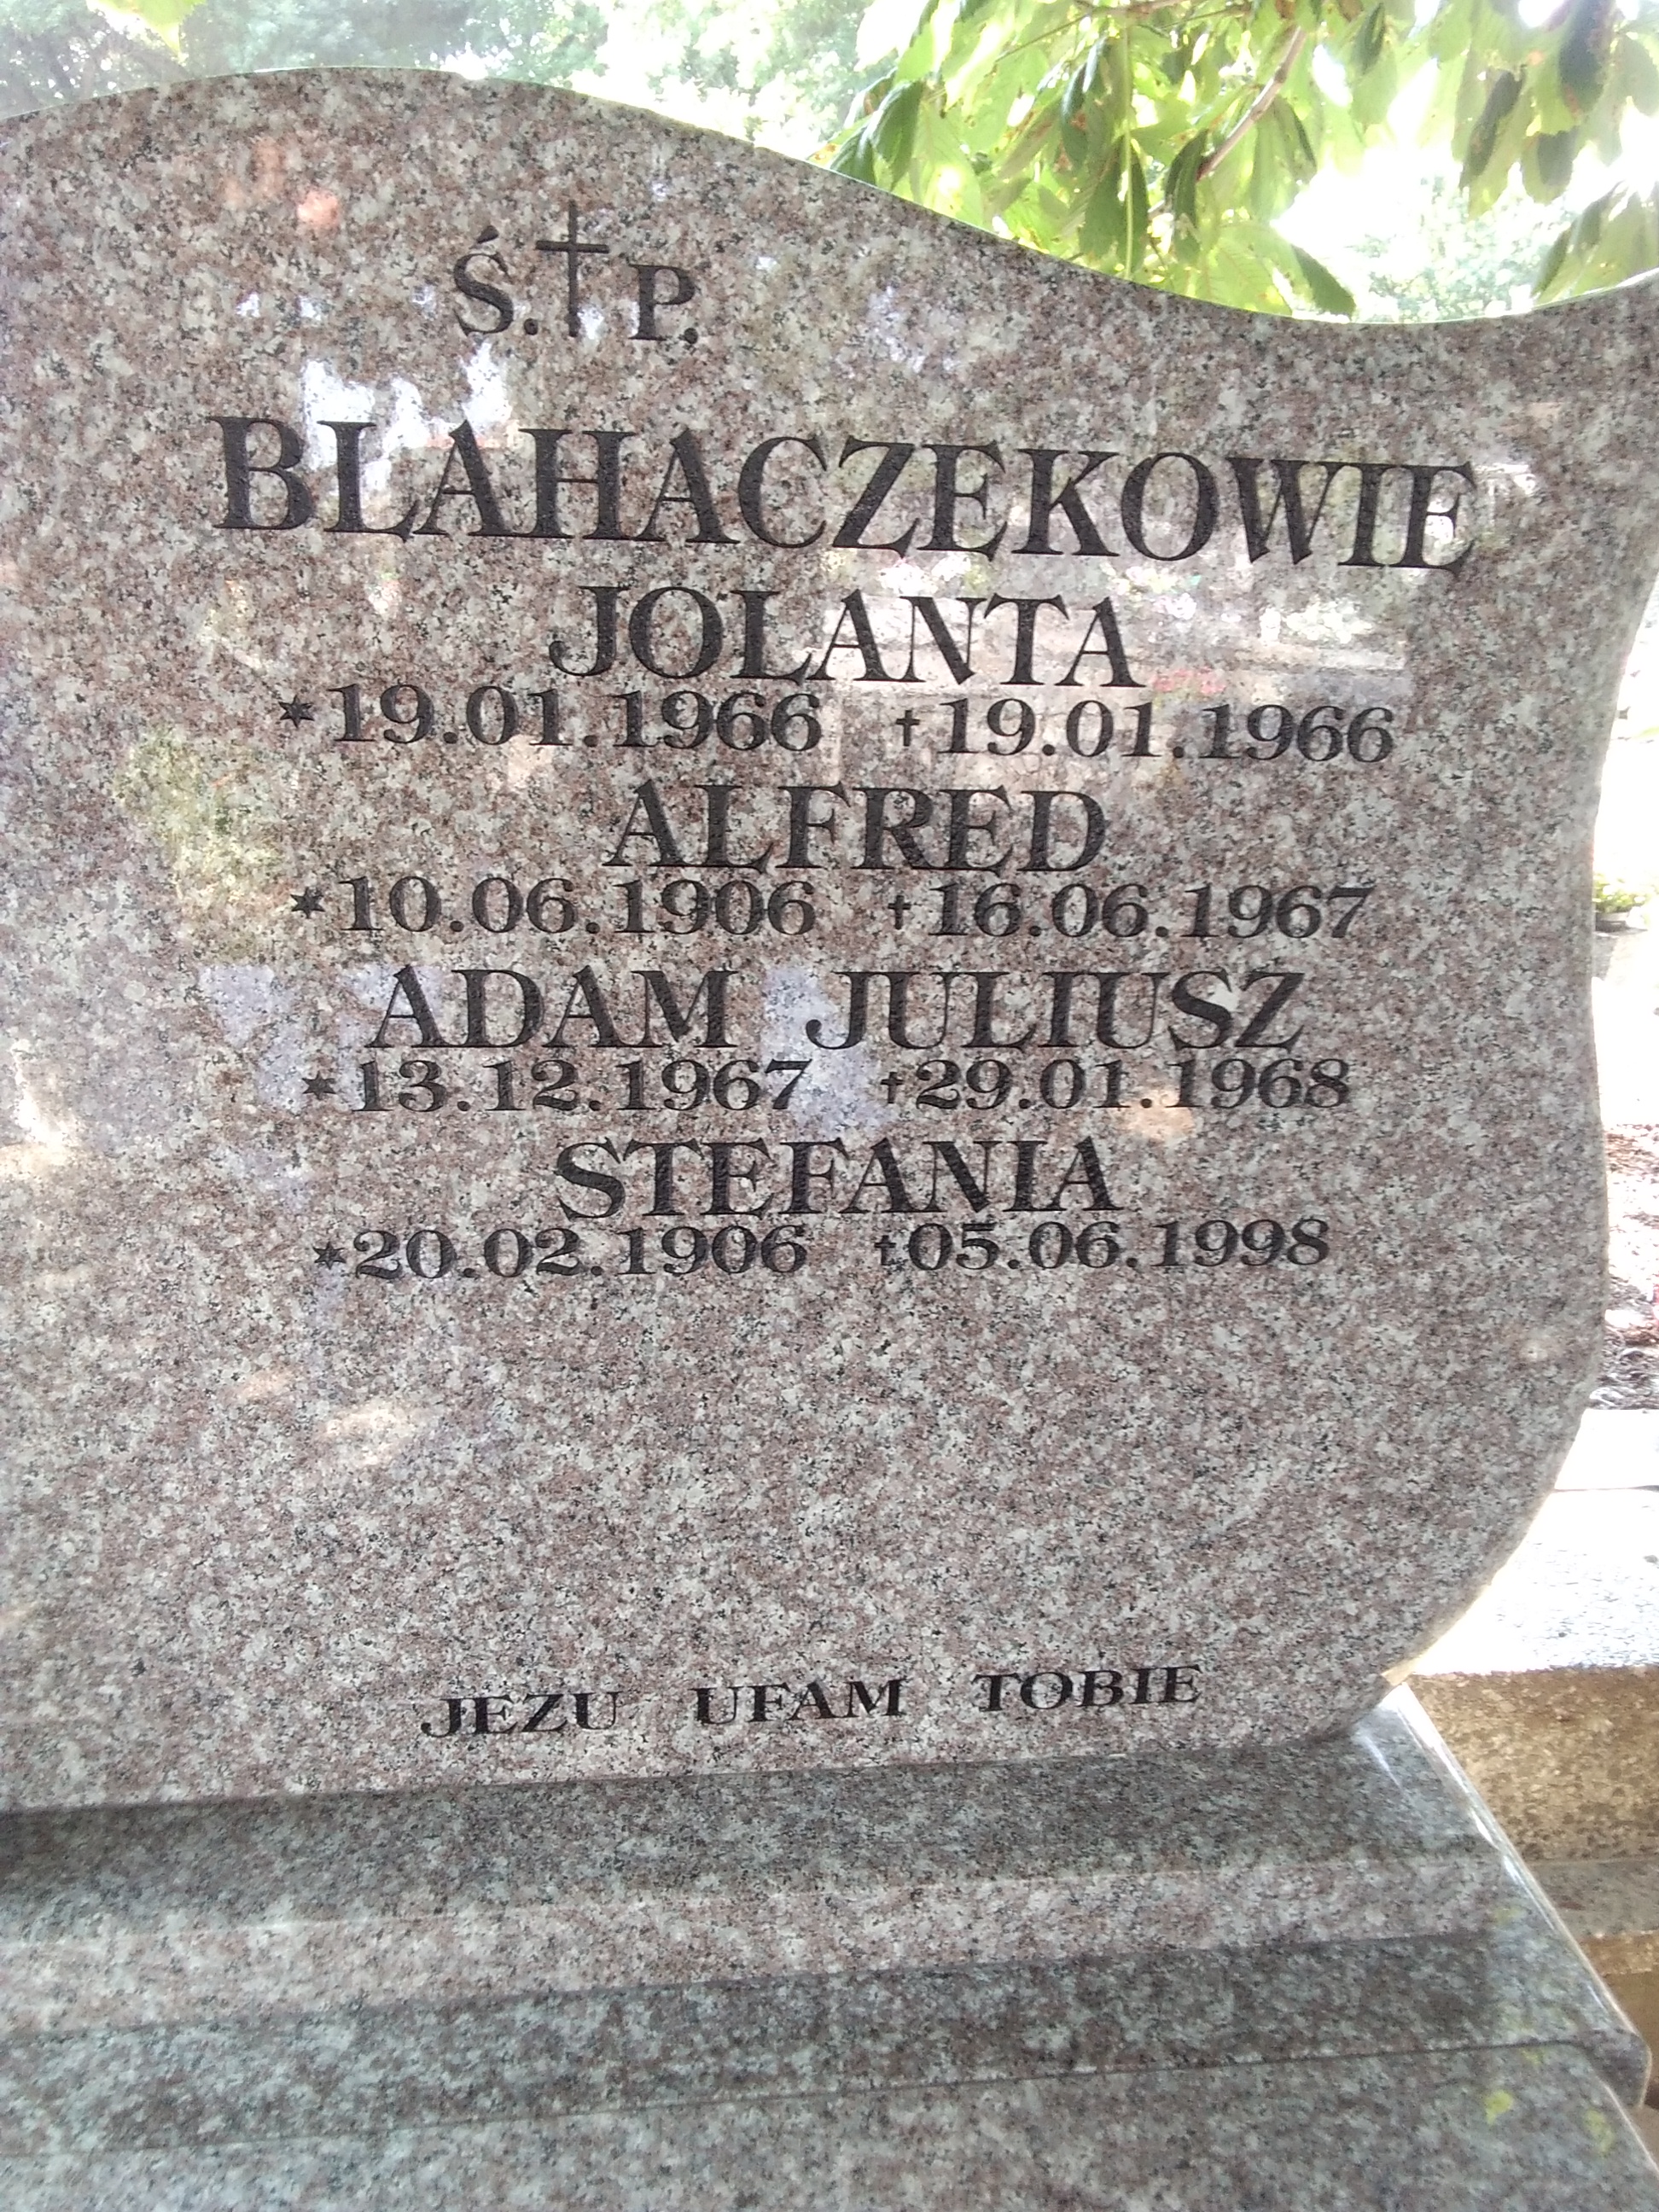 Ś.†P.
BLAHACZEKOWIE
JOLANTA
*19.01.1966 †19.01.1966
ALFRED
*10.06.1906 †16.06.1967
ADAM JULIUSZ
*13.12.1967 †29.01.1968
STEFANIA
*20.02.1906 †05.06.1998
JEZU UFAM TOBIE